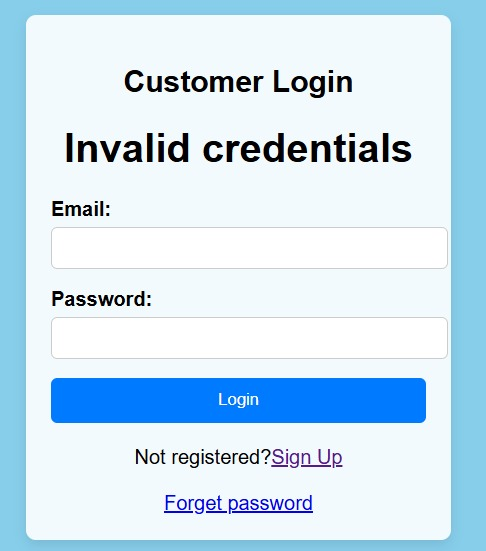 Customer Login
Invalid credentials
Email:
Password:
Login
Not registered?Sign Up
Forget password